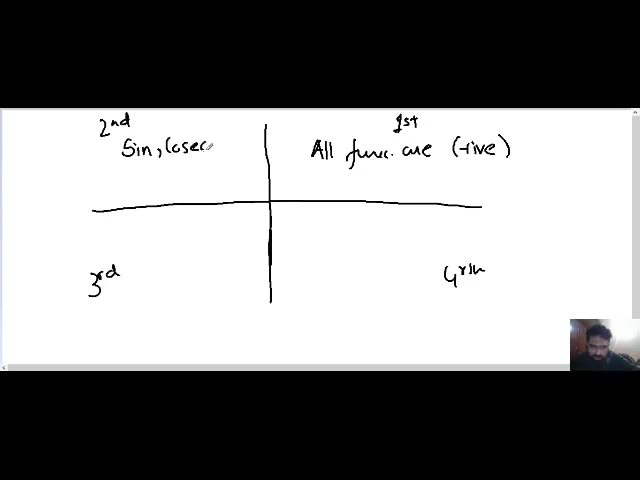 2nd
1st
Sin, Cosec
All func. are (+ive)
3rd
4rth